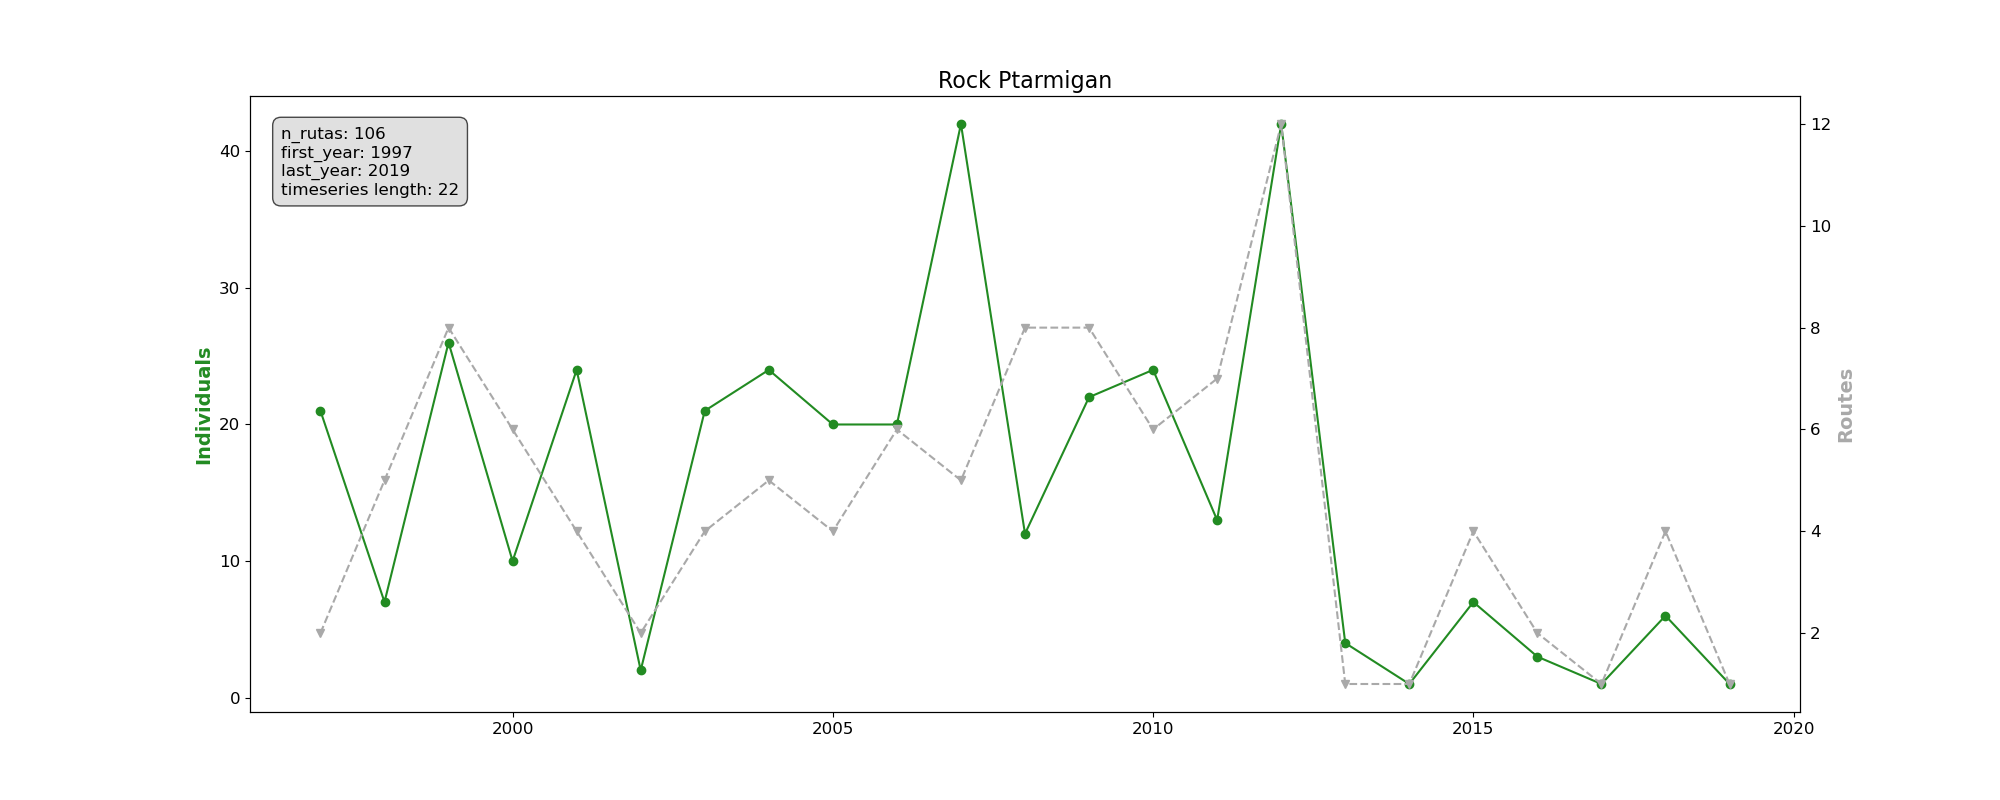 Rock Ptarmigan
n_rutas: 106
first_year: 1997
last_year: 2019
timeseries length: 22
Individuals
40
30
20
10
0
12
10
8
6
4
2
Routes
2000
2005
2010
2015
2020